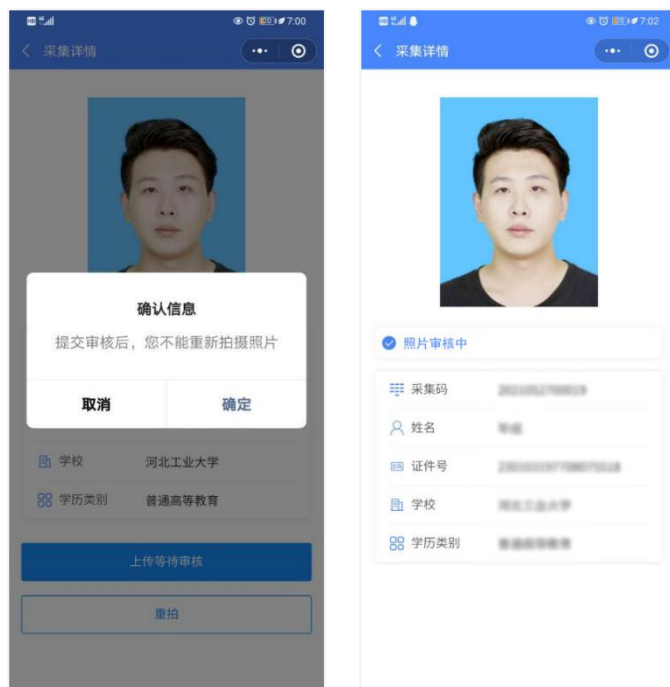 7:00
采集详情
确认信息
提交审核后，您不能重新拍摄照片
取消
确定
学校
河北工业大学
学历类别
普通高等教育
上传等待审核
重拍
7:02
采集详情
照片审核中
采集码
姓名
证件号
学校
学历类别